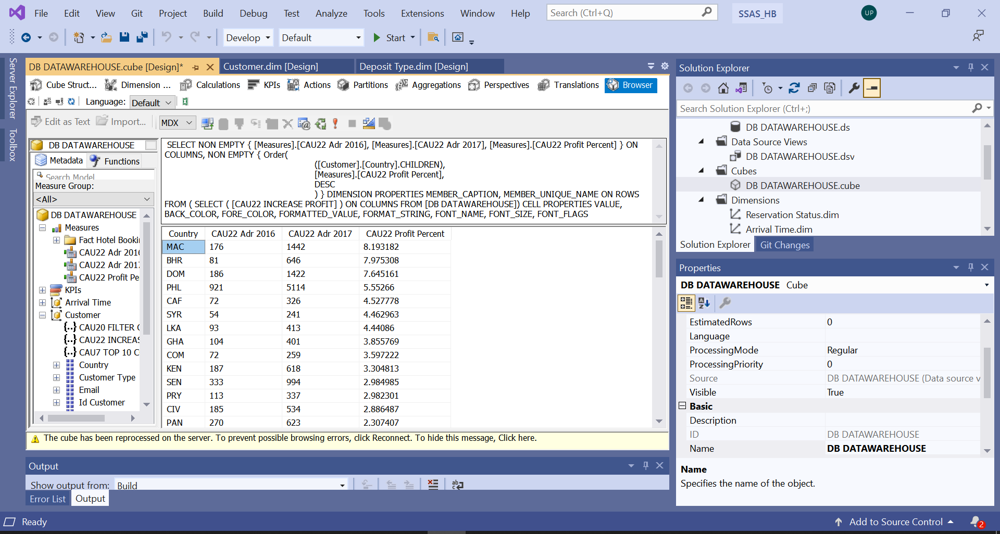 File Edit View Git Project Build Debug Test Analyze Tools Extensions Window Help Search (Ctrl+Q) SSAS_HB UP
Develop Default Start
Server Explorer
Toolbox
DB DATAWAREHOUSE.cube [Design]* Customer.dim [Design] Deposit Type.dim [Design]
Cube Struct... Dimension ... Calculations KPIs Actions Partitions Aggregations Perspectives Translations Browser
Language: Default
Edit as Text Import... MDX
DB DATAWAREHOUSE
Metadata Functions
Search Model
Measure Group:
<All>
DB DATAWAREHOUSE
Measures
Fact Hotel Booki
CAU22 Adr 2016
CAU22 Adr 2017
CAU22 Profit Pe
KPIs
Arrival Time
Customer
CAU20 FILTER C
CAU22 INCREAS
CAU7 TOP 10 C
Country
Customer Type
Email
Id Customer
SELECT NON EMPTY { [Measures].[CAU22 Adr 2016], [Measures].[CAU22 Adr 2017], [Measures].[CAU22 Profit Percent] } ON
COLUMNS, NON EMPTY { Order(
([Customer].[Country].CHILDREN),
[Measures].[CAU22 Profit Percent],
DESC
) } DIMENSION PROPERTIES MEMBER_CAPTION, MEMBER_UNIQUE_NAME ON ROWS
FROM ( SELECT ( [CAU22 INCREASE PROFIT] ) ON COLUMNS FROM [DB DATAWAREHOUSE]) CELL PROPERTIES VALUE,
BACK_COLOR, FORE_COLOR, FORMATTED_VALUE, FORMAT_STRING, FONT_NAME, FONT_SIZE, FONT_FLAGS
Country CAU22 Adr 2016 CAU22 Adr 2017 CAU22 Profit Percent
MAC 176 1442 8.193182
BHR 81 646 7.975308
DOM 186 1422 7.645161
PHL 921 5114 5.55266
CAF 72 326 4.527778
SYR 54 241 4.462963
LKA 93 413 4.44086
GHA 104 401 3.855769
COM 72 259 3.597222
KEN 187 618 3.304813
SEN 333 994 2.984985
PRY 113 337 2.982301
CIV 185 534 2.886487
PAN 270 623 2.307407
The cube has been reprocessed on the server. To prevent possible browsing errors, click Reconnect. To hide this message, Click here.
Output
Show output from: Build
Error List Output
Solution Explorer
Search Solution Explorer (Ctrl+;)
DB DATAWAREHOUSE.ds
Data Source Views
DB DATAWAREHOUSE.dsv
Cubes
DB DATAWAREHOUSE.cube
Dimensions
Reservation Status.dim
Arrival Time.dim
Solution Explorer Git Changes
Properties
DB DATAWAREHOUSE Cube
EstimatedRows 0
Language
ProcessingMode Regular
ProcessingPriority 0
Source DB DATAWAREHOUSE (Data source v
Visible True
Basic
Description
ID DB DATAWAREHOUSE
Name DB DATAWAREHOUSE
Name
Specifies the name of the object.
Ready Add to Source Control 2